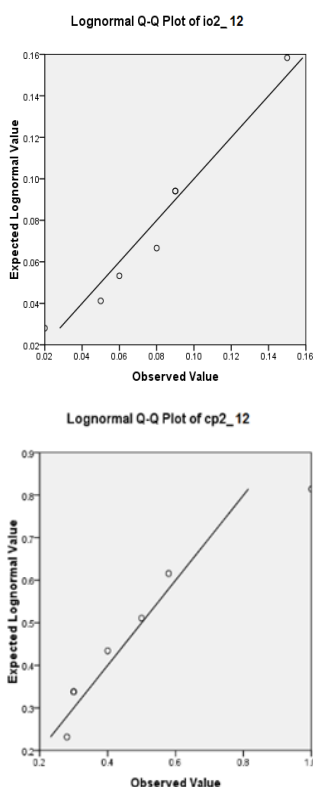 Lognormal Q-Q Plot of io2_12
Expected Lognormal Value
0.16
0.14
0.12
0.10
0.08
0.06
0.04
0.02
0.02 0.04 0.06 0.08 0.10 0.12 0.14 0.16
Observed Value
Lognormal Q-Q Plot of cp2_12
Expected Lognormal Value
0.9
0.8
0.7
0.6
0.5
0.4
0.3
0.2
0.2 0.4 0.6 0.8 1.0
Observed Value